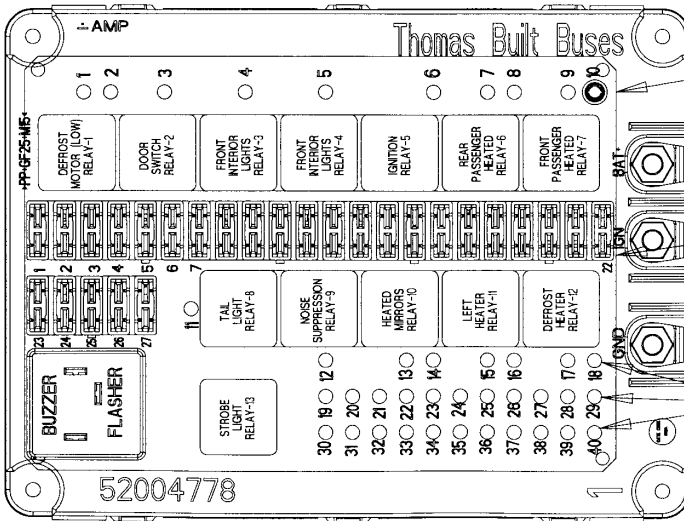 AMP
Thomas Built Buses
1 2 3 4 5 6 7 8 9 10
DEFROST
MOTOR (LOW)
RELAY-1
DOOR
SWITCH
RELAY-2
FRONT
INTERIOR
LIGHTS
RELAY-3
FRONT
INTERIOR
LIGHTS
RELAY-4
IGNITION
RELAY-5
REAR
PASSENGER
HEATED
RELAY-6
FRONT
PASSENGER
HEATED
RELAY-7
BAT+
1 2 3 4 5 6 7 22
IGN
23 24 25 26 27
11
TAIL
LIGHT
RELAY-8
NOISE
SUPPRESSION
RELAY-9
HEATED
MIRRORS
RELAY-10
LEFT
HEATER
RELAY-11
DEFROST
HEATER
RELAY-12
GND
BUZZER
FLASHER
STROBE
LIGHT
RELAY-13
12 13 14 15 16 17 18
19 20 21 22 23 24 25 26 27 28 29
30 31 32 33 34 35 36 37 38 39 40
52004778
1